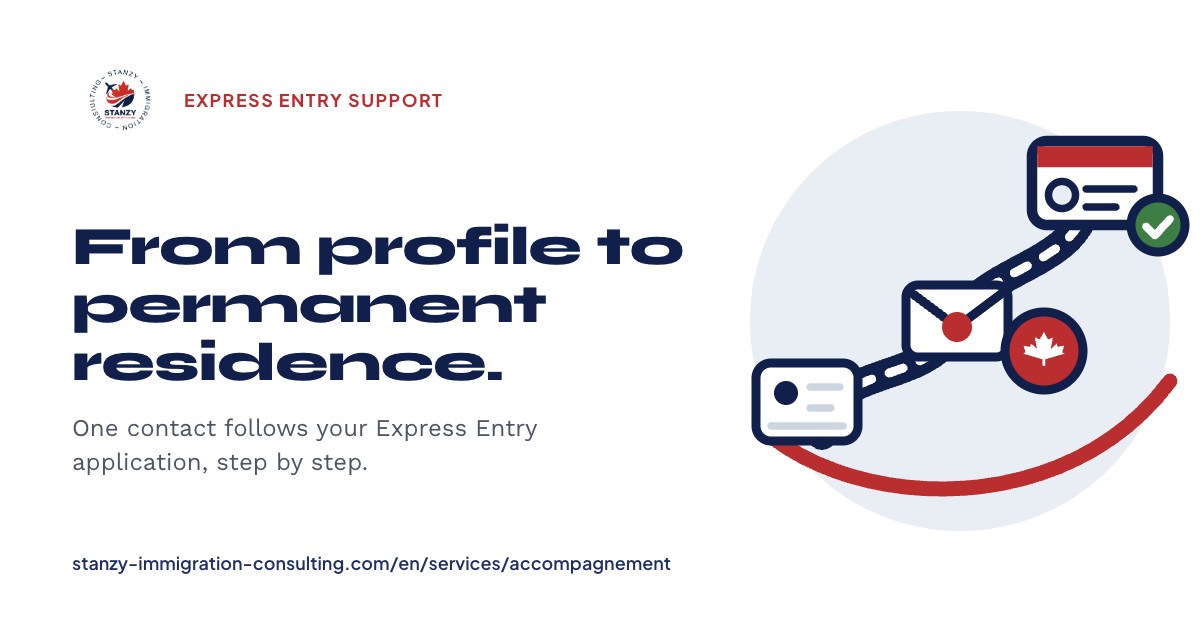 STANZY - IMMIGRATION - CONSULTING -
STANZY
EXPRESS ENTRY SUPPORT
From profile to
permanent
residence.
One contact follows your Express Entry
application, step by step.
stanzy-immigration-consulting.com/en/services/accompagnement